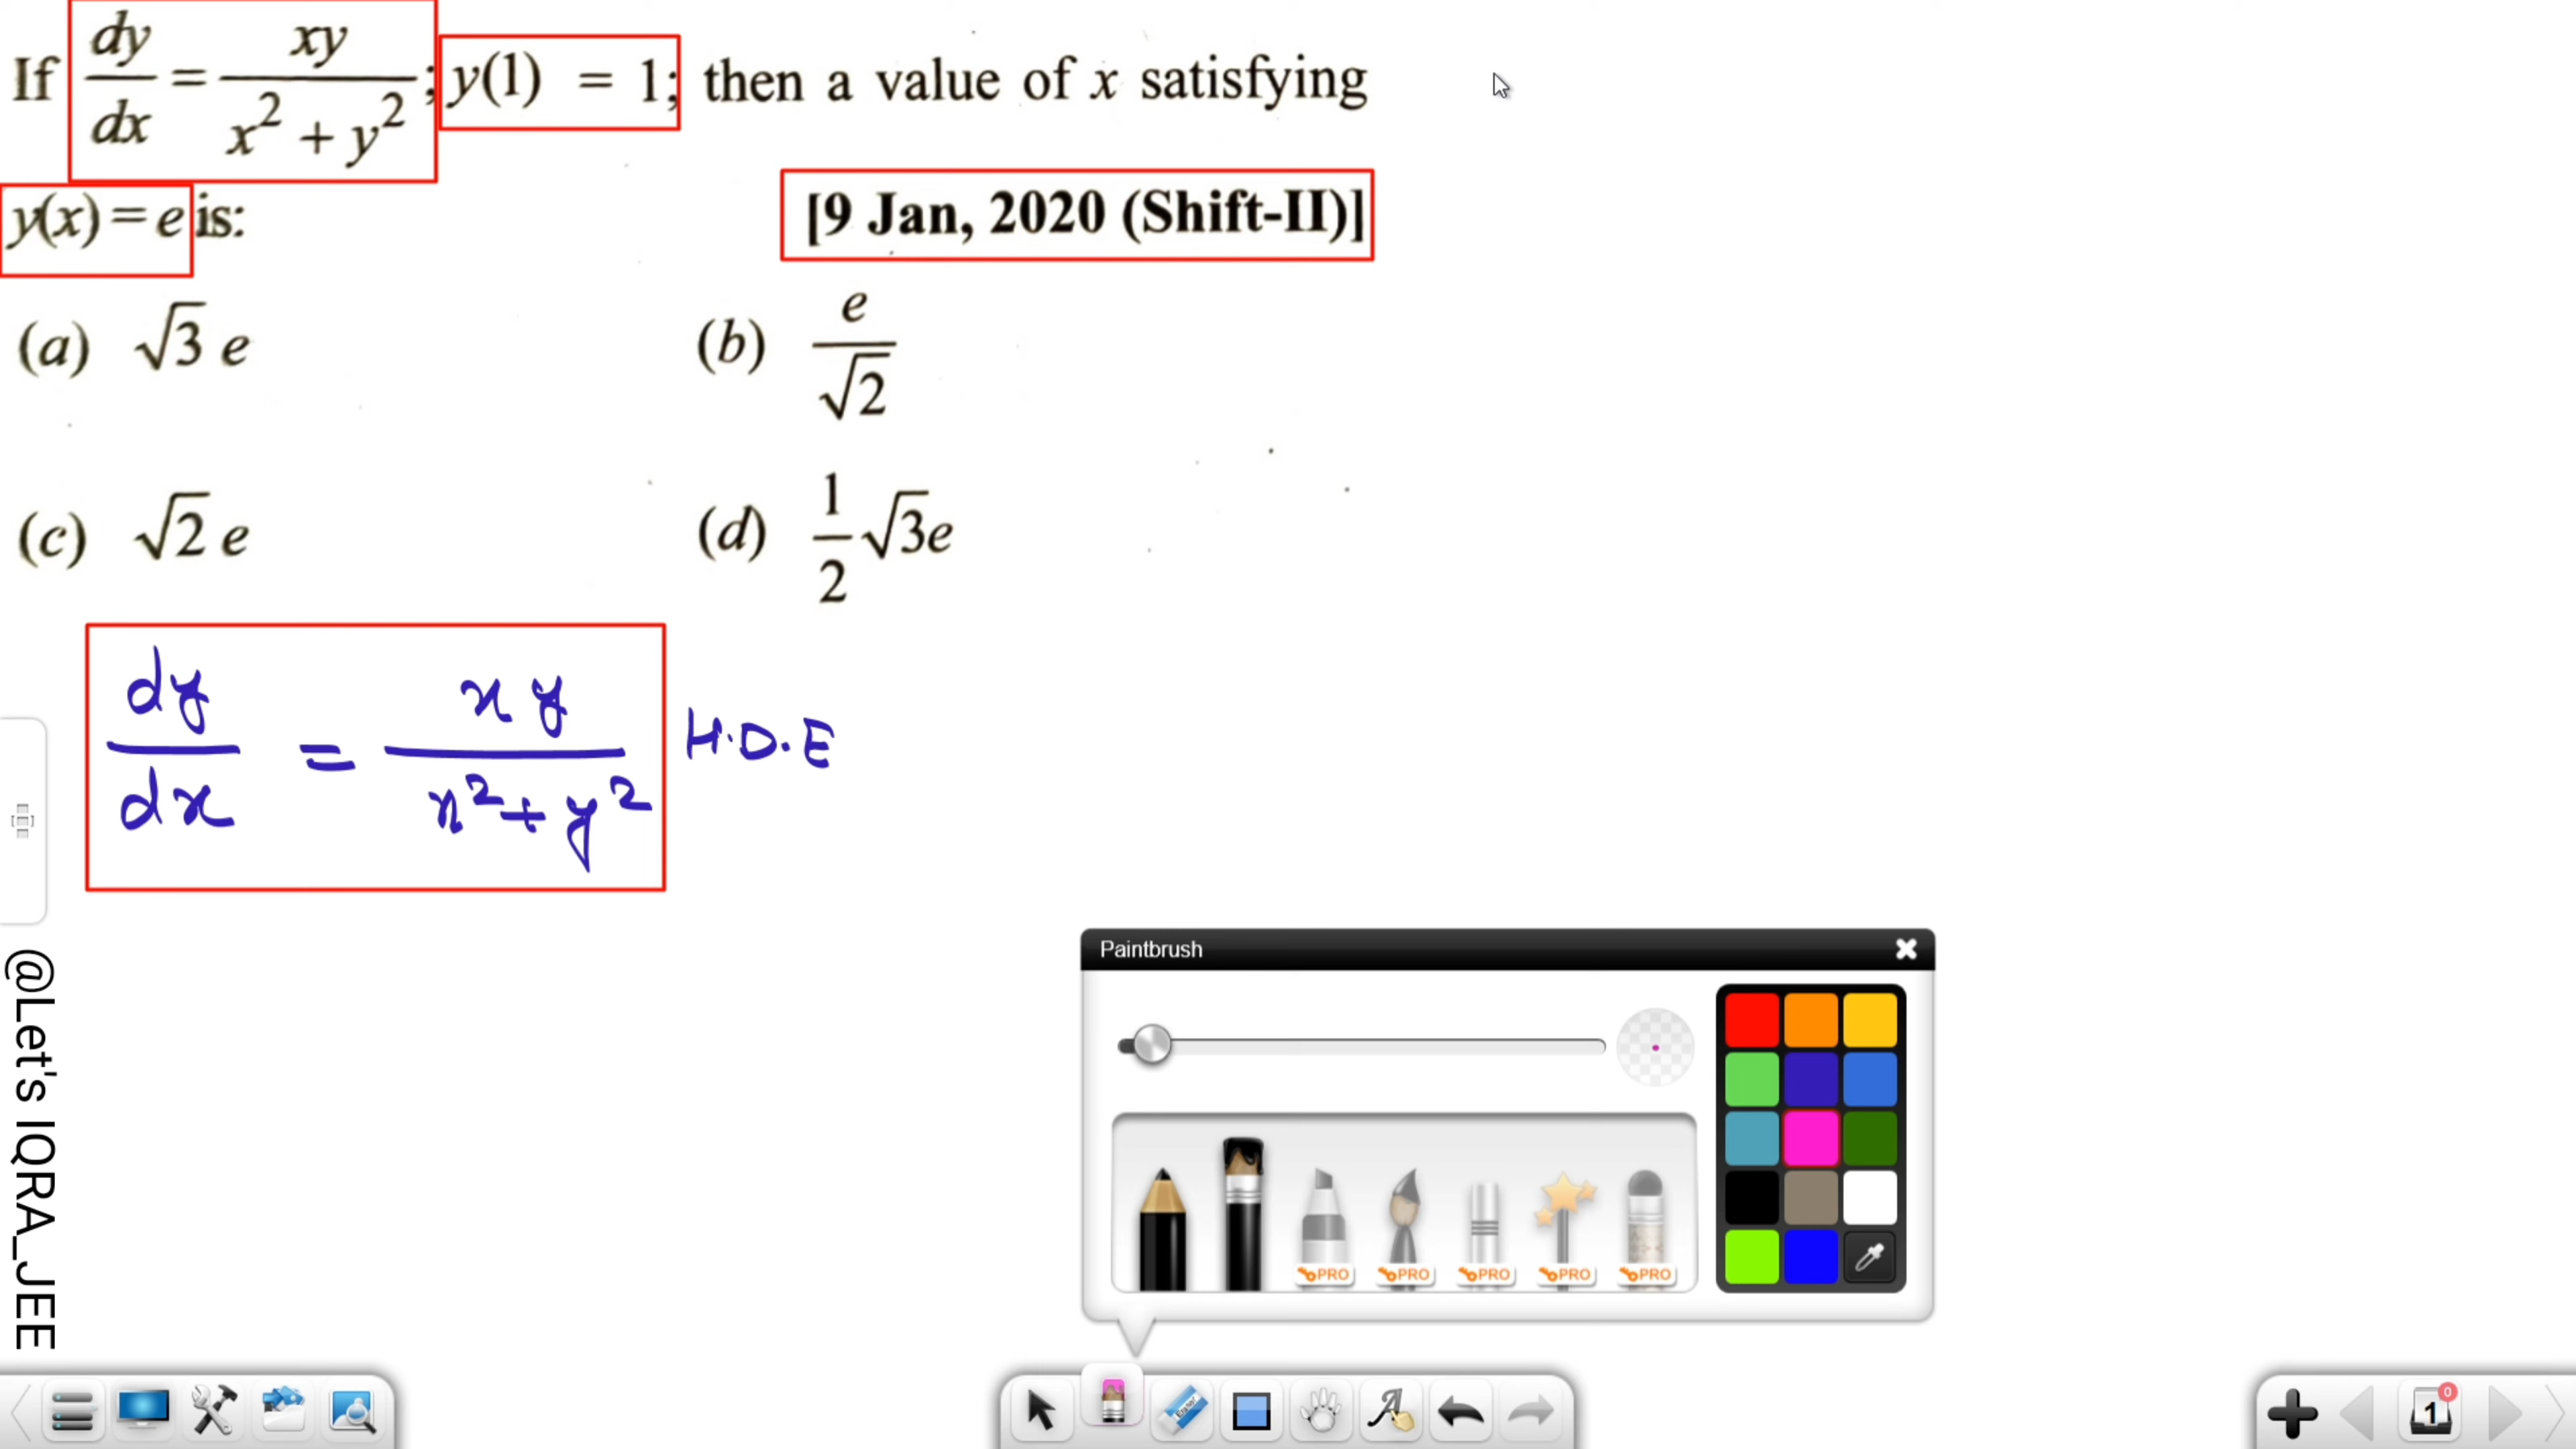 If dy/dx = xy/(x² + y²); y(1) = 1; then a value of x satisfying
y(x) = e is: [9 Jan, 2020 (Shift-II)]
(a) √3 e (b) e/√2
(c) √2 e (d) 1/2 √3e
dy/dx = xy/(x² + y²) H.D.E
@Let's IQRA_JEE
Paintbrush
PRO PRO PRO PRO PRO
Eraser
A
1
0